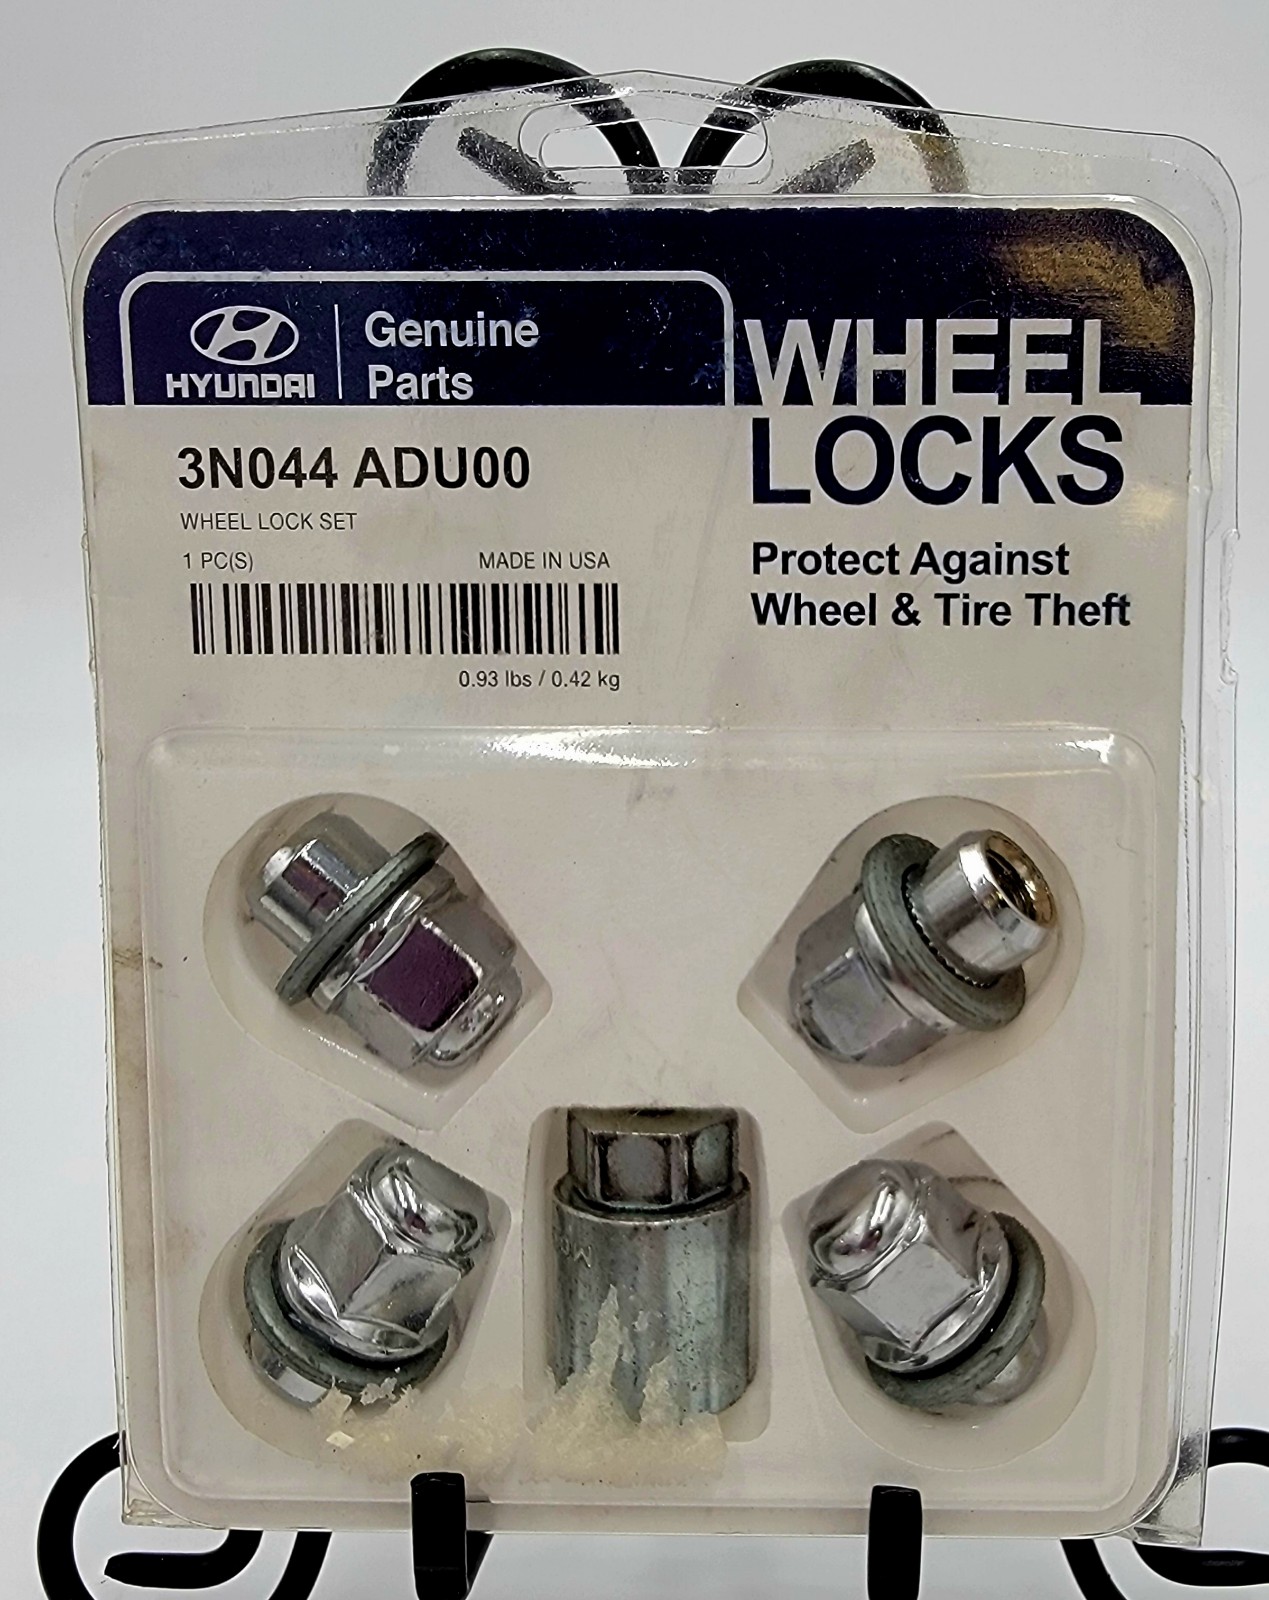 HYUNDAI
Genuine
Parts
WHEEL
LOCKS
3N044 ADU00
WHEEL LOCK SET
1 PC(S)
MADE IN USA
0.93 lbs / 0.42 kg
Protect Against
Wheel & Tire Theft